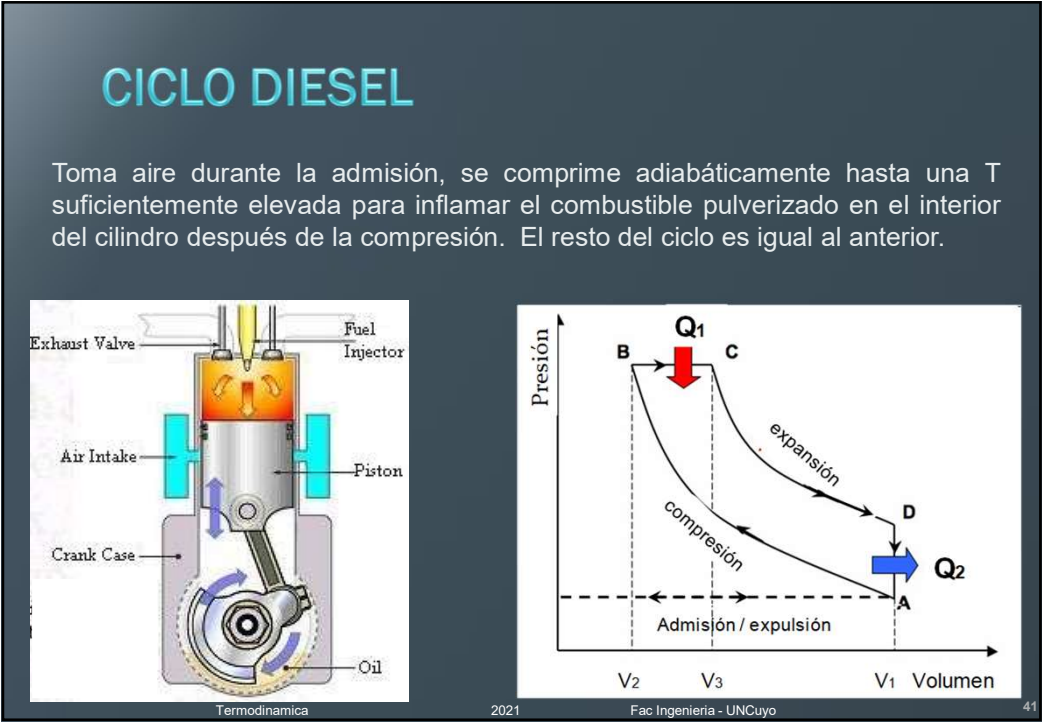 CICLO DIESEL
Toma aire durante la admisión, se comprime adiabáticamente hasta una T
suficientemente elevada para inflamar el combustible pulverizado en el interior
del cilindro después de la compresión. El resto del ciclo es igual al anterior.
Exhaust Valve
Fuel
Injector
Air Intake
Piston
Crank Case
Oil
Presión
Q1
B
C
expansión
compresión
D
Q2
A
Admisión / expulsión
V2
V3
V1
Volumen
Termodinamica
2021
Fac Ingenieria - UNCuyo
41